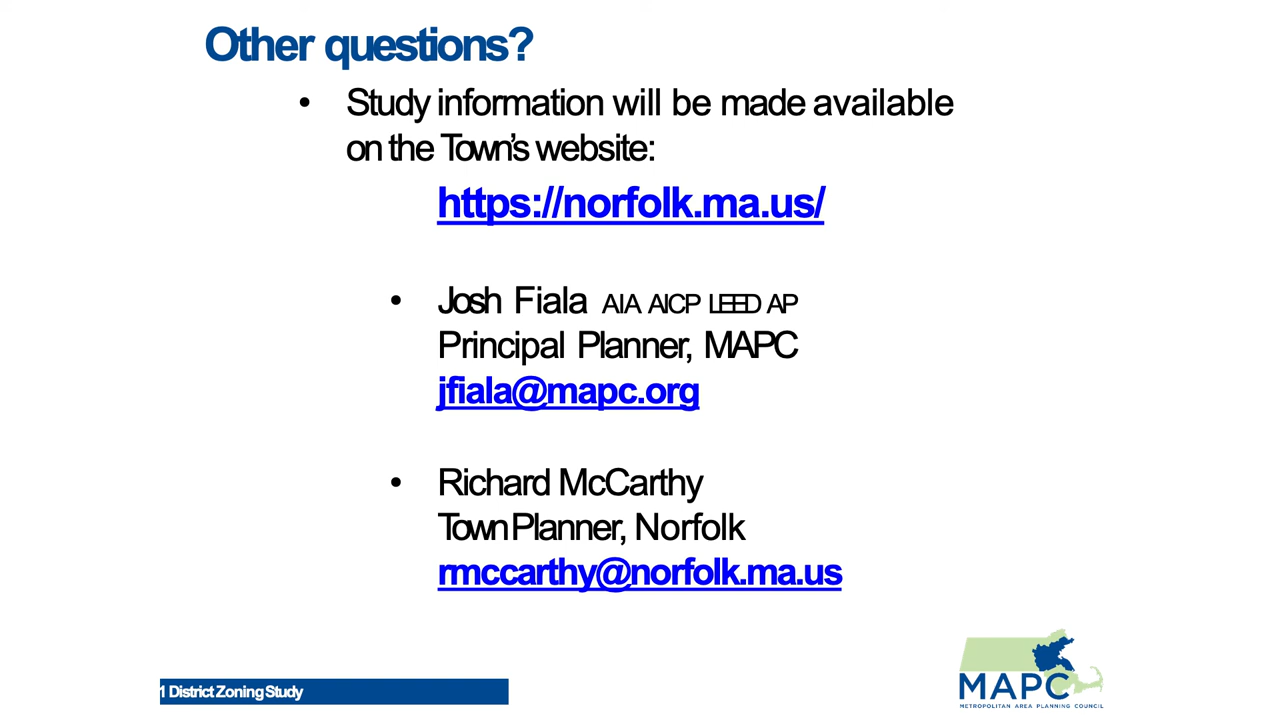 Other questions?
• Study information will be made available
on the Town's website:
https://norfolk.ma.us/
• Josh Fiala AIA AICP LEED AP
Principal Planner, MAPC
jfiala@mapc.org
• Richard McCarthy
Town Planner, Norfolk
rmccarthy@norfolk.ma.us
1 District Zoning Study
MAPC
METROPOLITAN AREA PLANNING COUNCIL